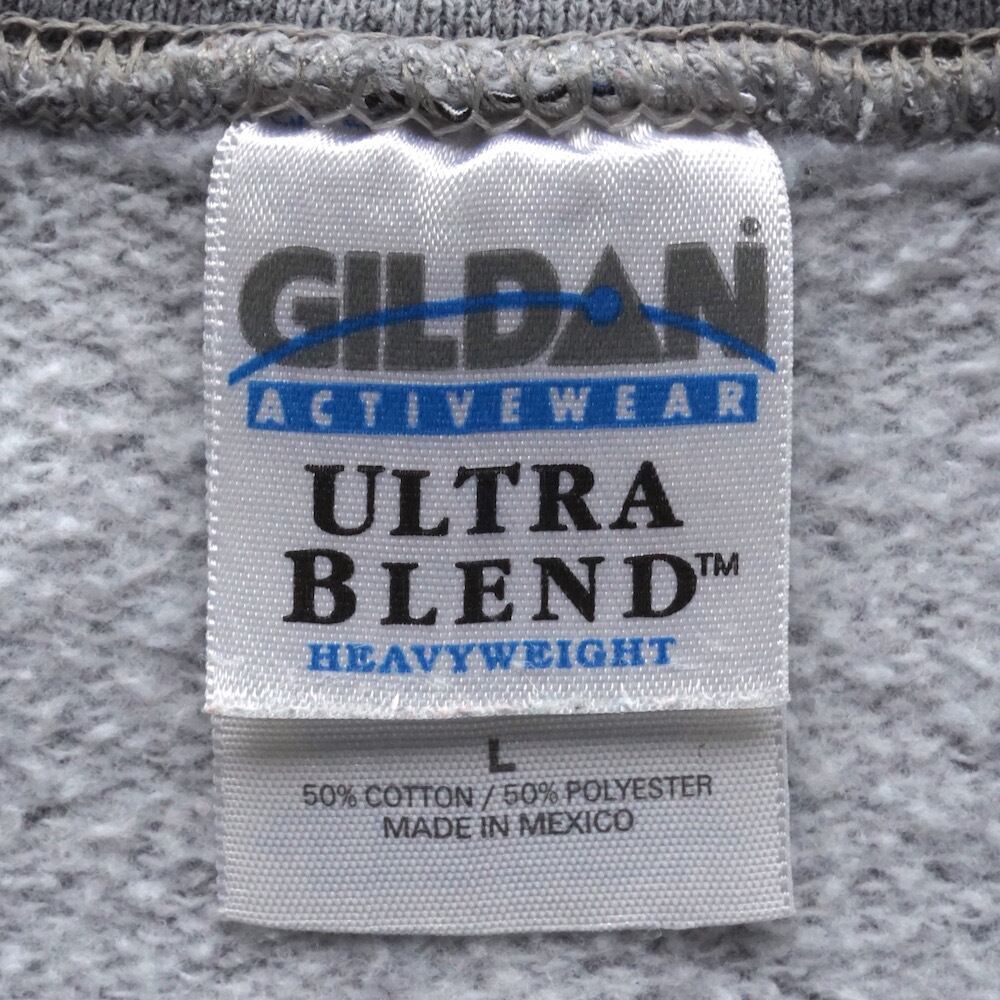 GILDAN®
ACTIVEWEAR
ULTRA
BLEND™
HEAVYWEIGHT
L
50% COTTON / 50% POLYESTER
MADE IN MEXICO